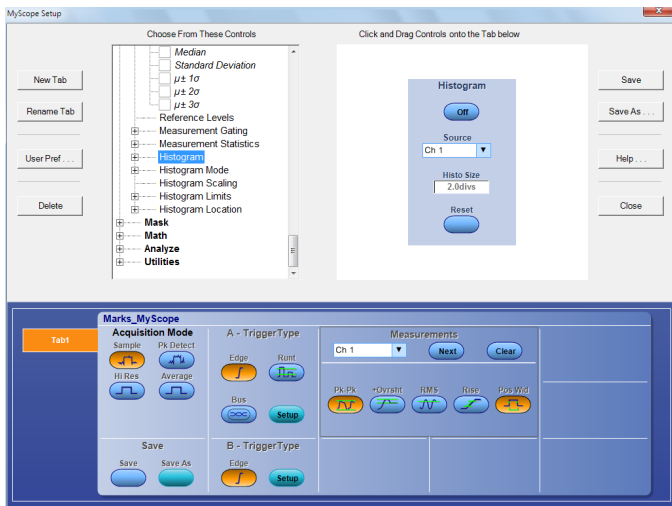 MyScope Setup
Choose From These Controls
Click and Drag Controls onto the Tab below
New Tab
Rename Tab
User Pref . . .
Delete
Median
Standard Deviation
μ± 1σ
μ± 2σ
μ± 3σ
Reference Levels
Measurement Gating
Measurement Statistics
Histogram
Histogram Mode
Histogram Scaling
Histogram Limits
Histogram Location
Mask
Math
Analyze
Utilities
Histogram
Off
Source
Ch 1
Histo Size
2.0divs
Reset
Save
Save As . . .
Help . . .
Close
Marks_MyScope
Tab1
Acquisition Mode
Sample Pk Detect
Hi Res Average
Save
Save Save As
A - TriggerType
Edge Runt
Bus
Setup
B - TriggerType
Edge
Setup
Measurements
Ch 1 Next Clear
Pk-Pk +Ovrsht RMS Rise Pos Wid